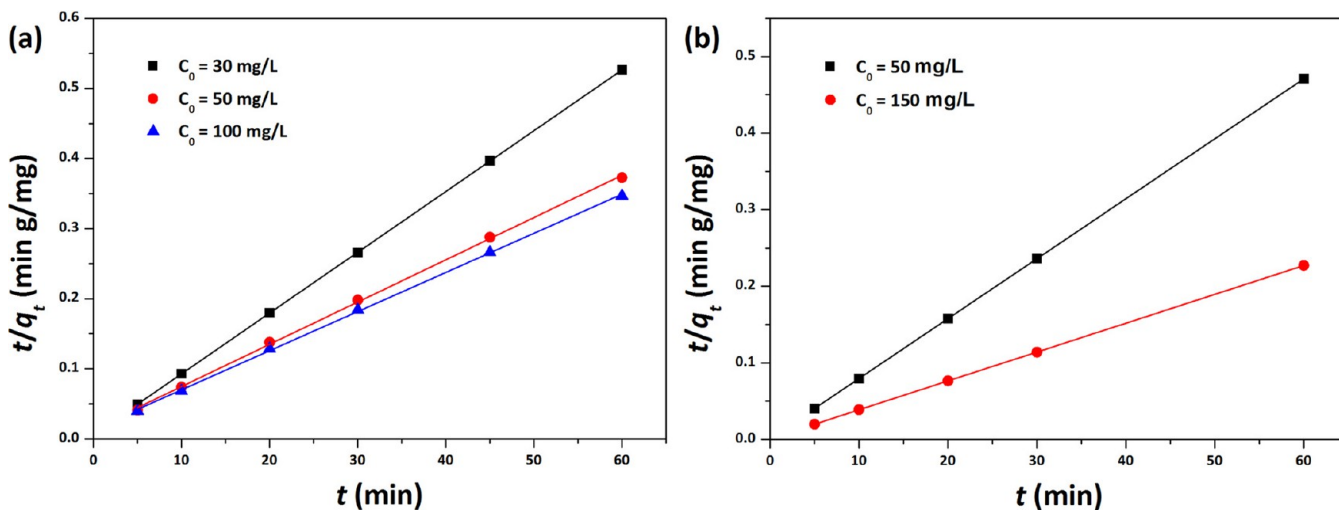 (a)
0.6
0.5
0.4
0.3
0.2
0.1
0.0
t/qt (min g/mg)
C0 = 30 mg/L
C0 = 50 mg/L
C0 = 100 mg/L
0 10 20 30 40 50 60
t (min)
(b)
0.5
0.4
0.3
0.2
0.1
0.0
t/qt (min g/mg)
C0 = 50 mg/L
C0 = 150 mg/L
0 10 20 30 40 50 60
t (min)